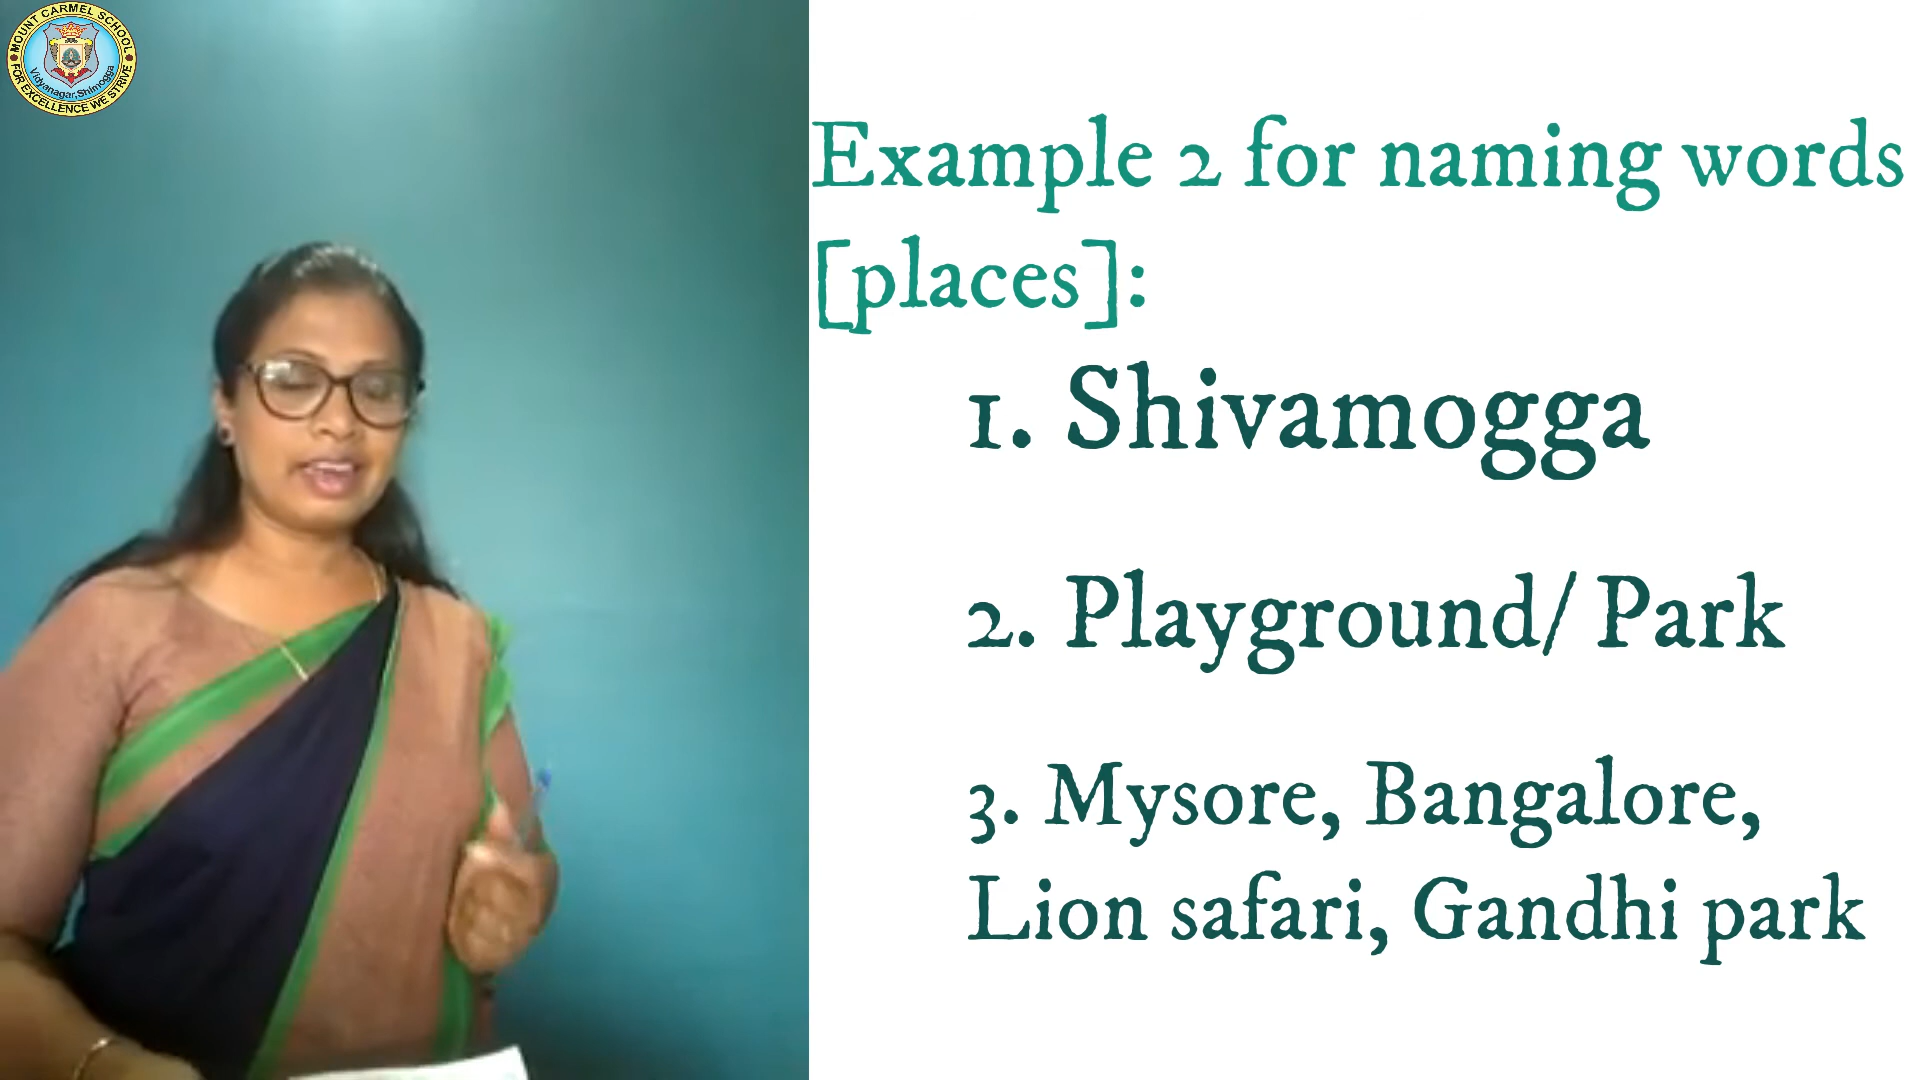 MOUNT CARMEL SCHOOL
Vidyanagar,Shimogga
FOR EXCELLENCE WE STRIVE
Example 2 for naming words
[places]:
1. Shivamogga
2. Playground/ Park
3. Mysore, Bangalore,
Lion safari, Gandhi park